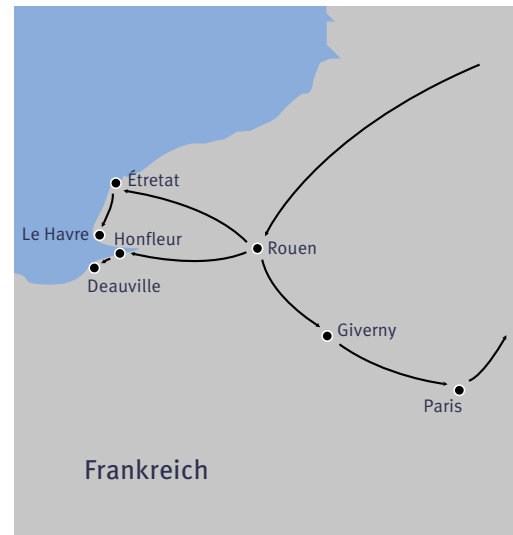 Étretat
Le Havre
Honfleur
Rouen
Deauville
Giverny
Paris
Frankreich